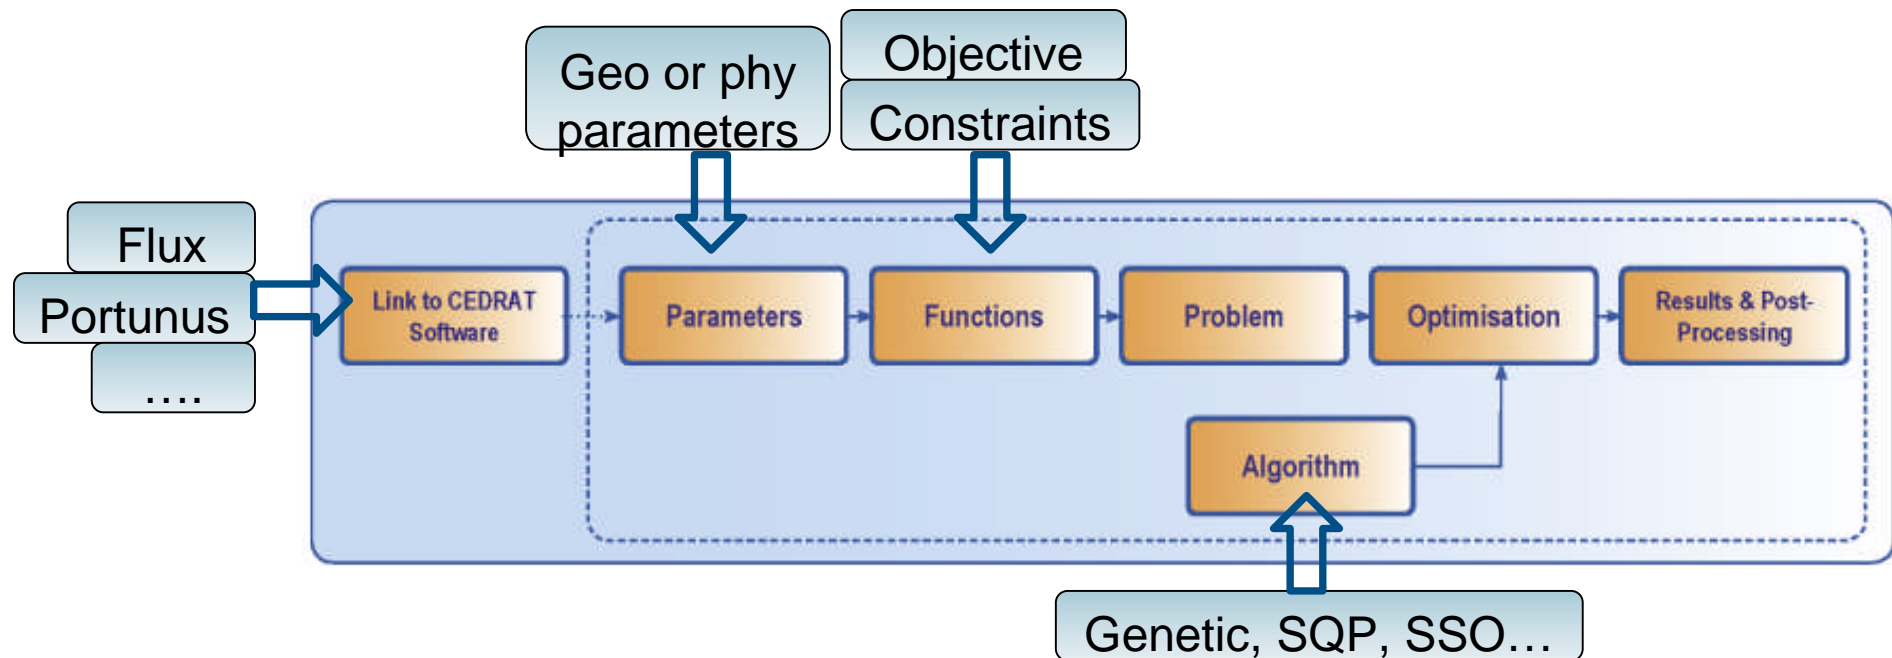 Geo or phy
parameters
Objective
Constraints
Flux
Portunus
....
Link to CEDRAT
Software
Parameters
Functions
Problem
Optimisation
Results & Post-
Processing
Algorithm
Genetic, SQP, SSO...